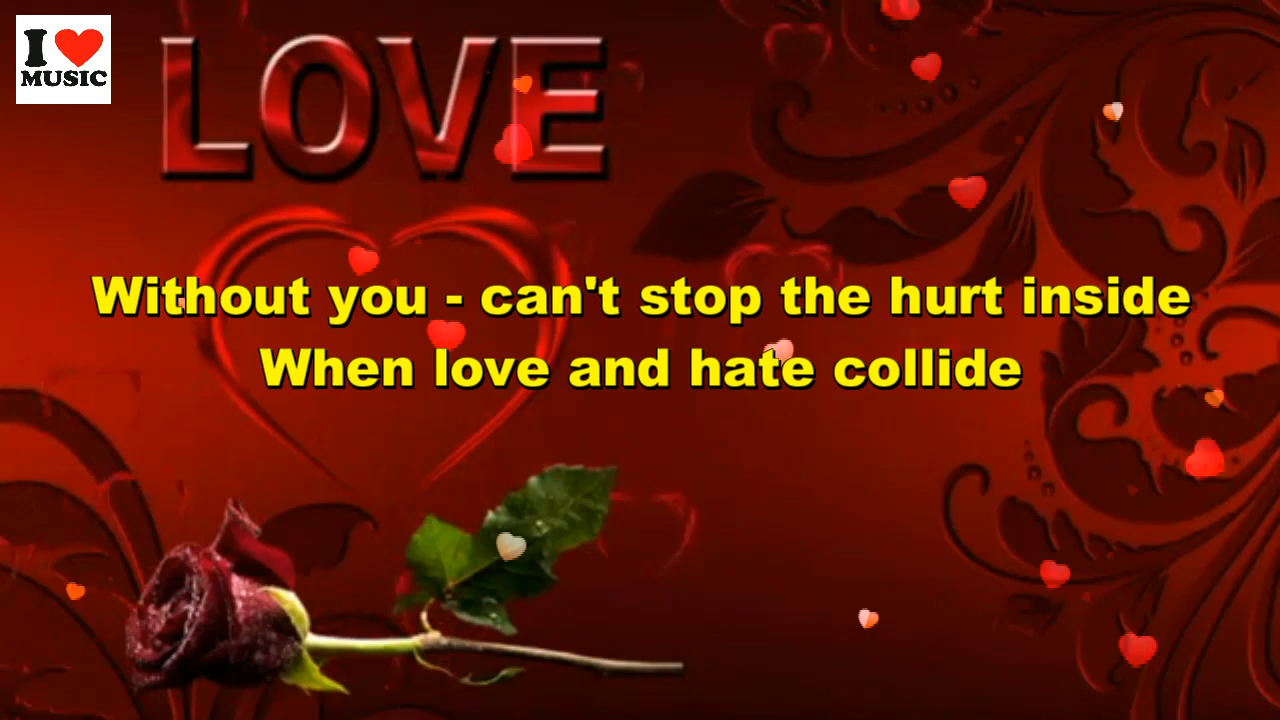 I ❤ MUSIC
LOVE
Without you - can't stop the hurt inside
When love and hate collide